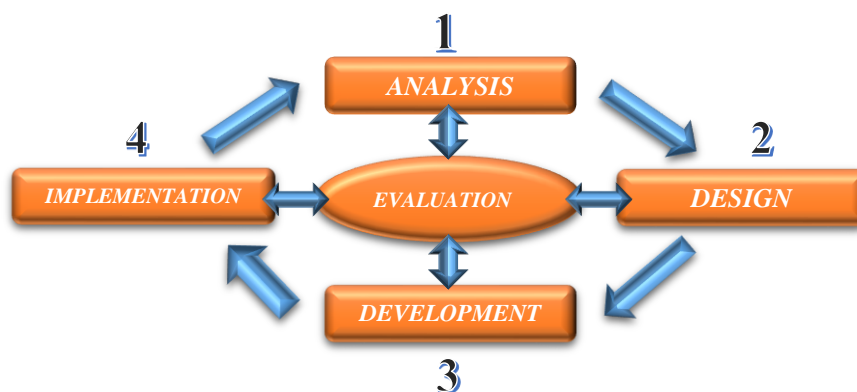 1
ANALYSIS
4
2
IMPLEMENTATION
EVALUATION
DESIGN
DEVELOPMENT
3